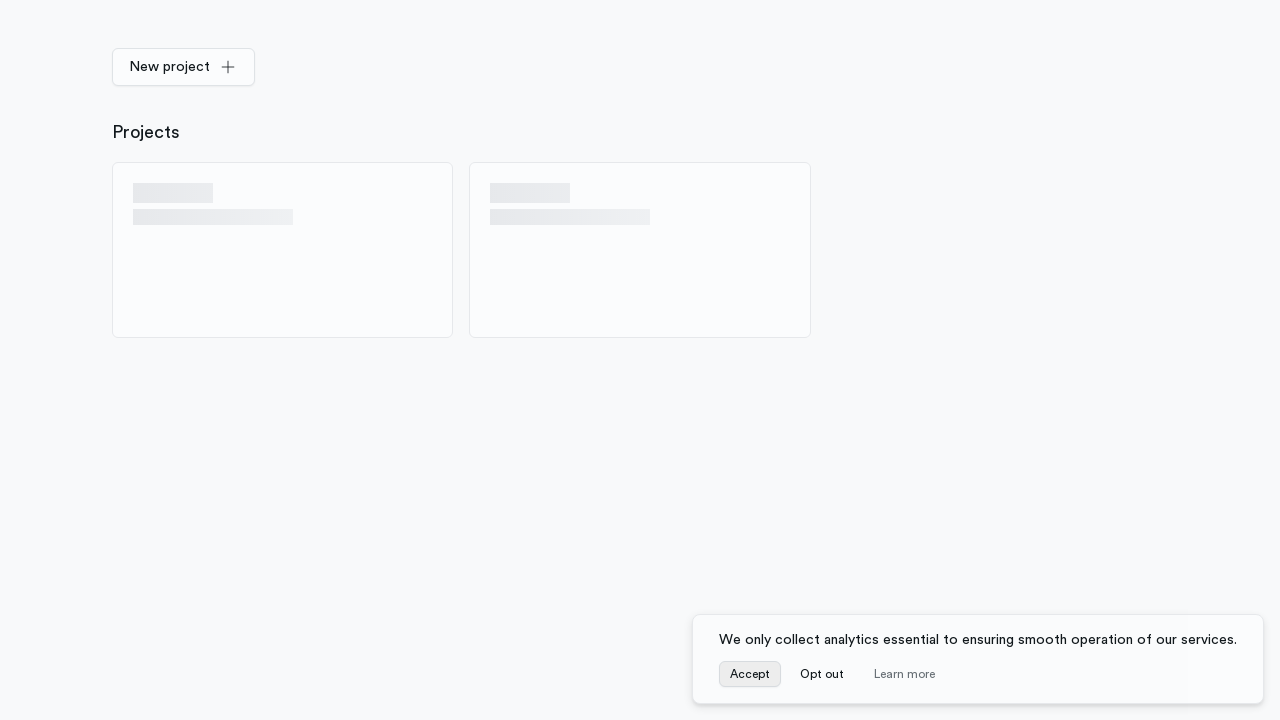 New project
Projects
We only collect analytics essential to ensuring smooth operation of our services.
Accept
Opt out
Learn more